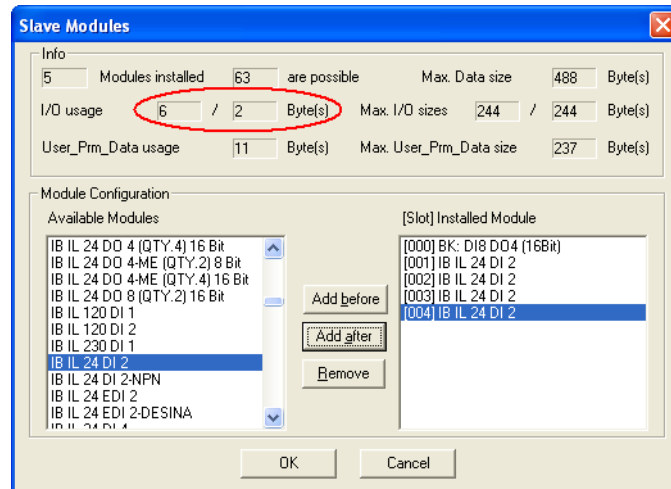 Slave Modules
Info
5 Modules installed 63 are possible Max. Data size 488 Byte(s)
I/O usage 6 / 2 Byte(s) Max. I/O sizes 244 / 244 Byte(s)
User_Prm_Data usage 11 Byte(s) Max. User_Prm_Data size 237 Byte(s)
Module Configuration
Available Modules [Slot] Installed Module
IB IL 24 DO 4 (QTY.4) 16 Bit
IB IL 24 DO 4-ME (QTY.2) 8 Bit
IB IL 24 DO 4-ME (QTY.4) 16 Bit
IB IL 24 DO 8 (QTY.2) 16 Bit
IB IL 120 DI 1
IB IL 120 DI 2
IB IL 230 DI 1
IB IL 24 DI 2
IB IL 24 DI 2-NPN
IB IL 24 EDI 2
IB IL 24 EDI 2-DESINA
IB IL 24 DI 4
Add before
Add after
Remove
[000] BK: DI8 DO4 (16Bit)
[001] IB IL 24 DI 2
[002] IB IL 24 DI 2
[003] IB IL 24 DI 2
[004] IB IL 24 DI 2
OK Cancel